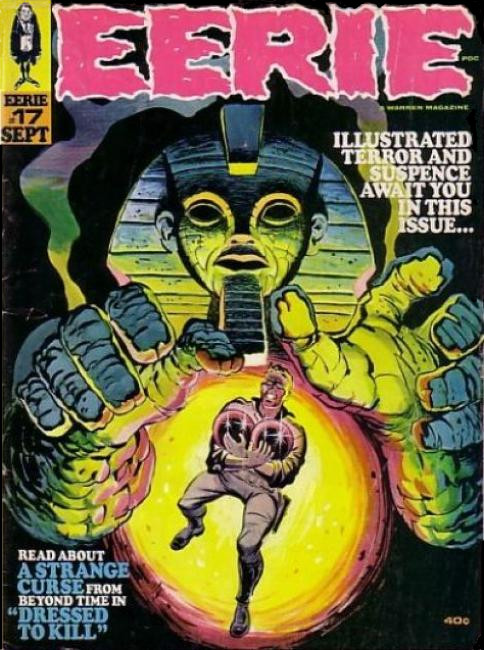 EERIE
PDC
A WARREN MAGAZINE
EERIE
#17
SEPT
ILLUSTRATED
TERROR AND
SUSPENCE
AWAIT YOU
IN THIS
ISSUE...
READ ABOUT
A STRANGE
CURSE FROM
BEYOND TIME IN
“DRESSED
TO KILL”
40¢